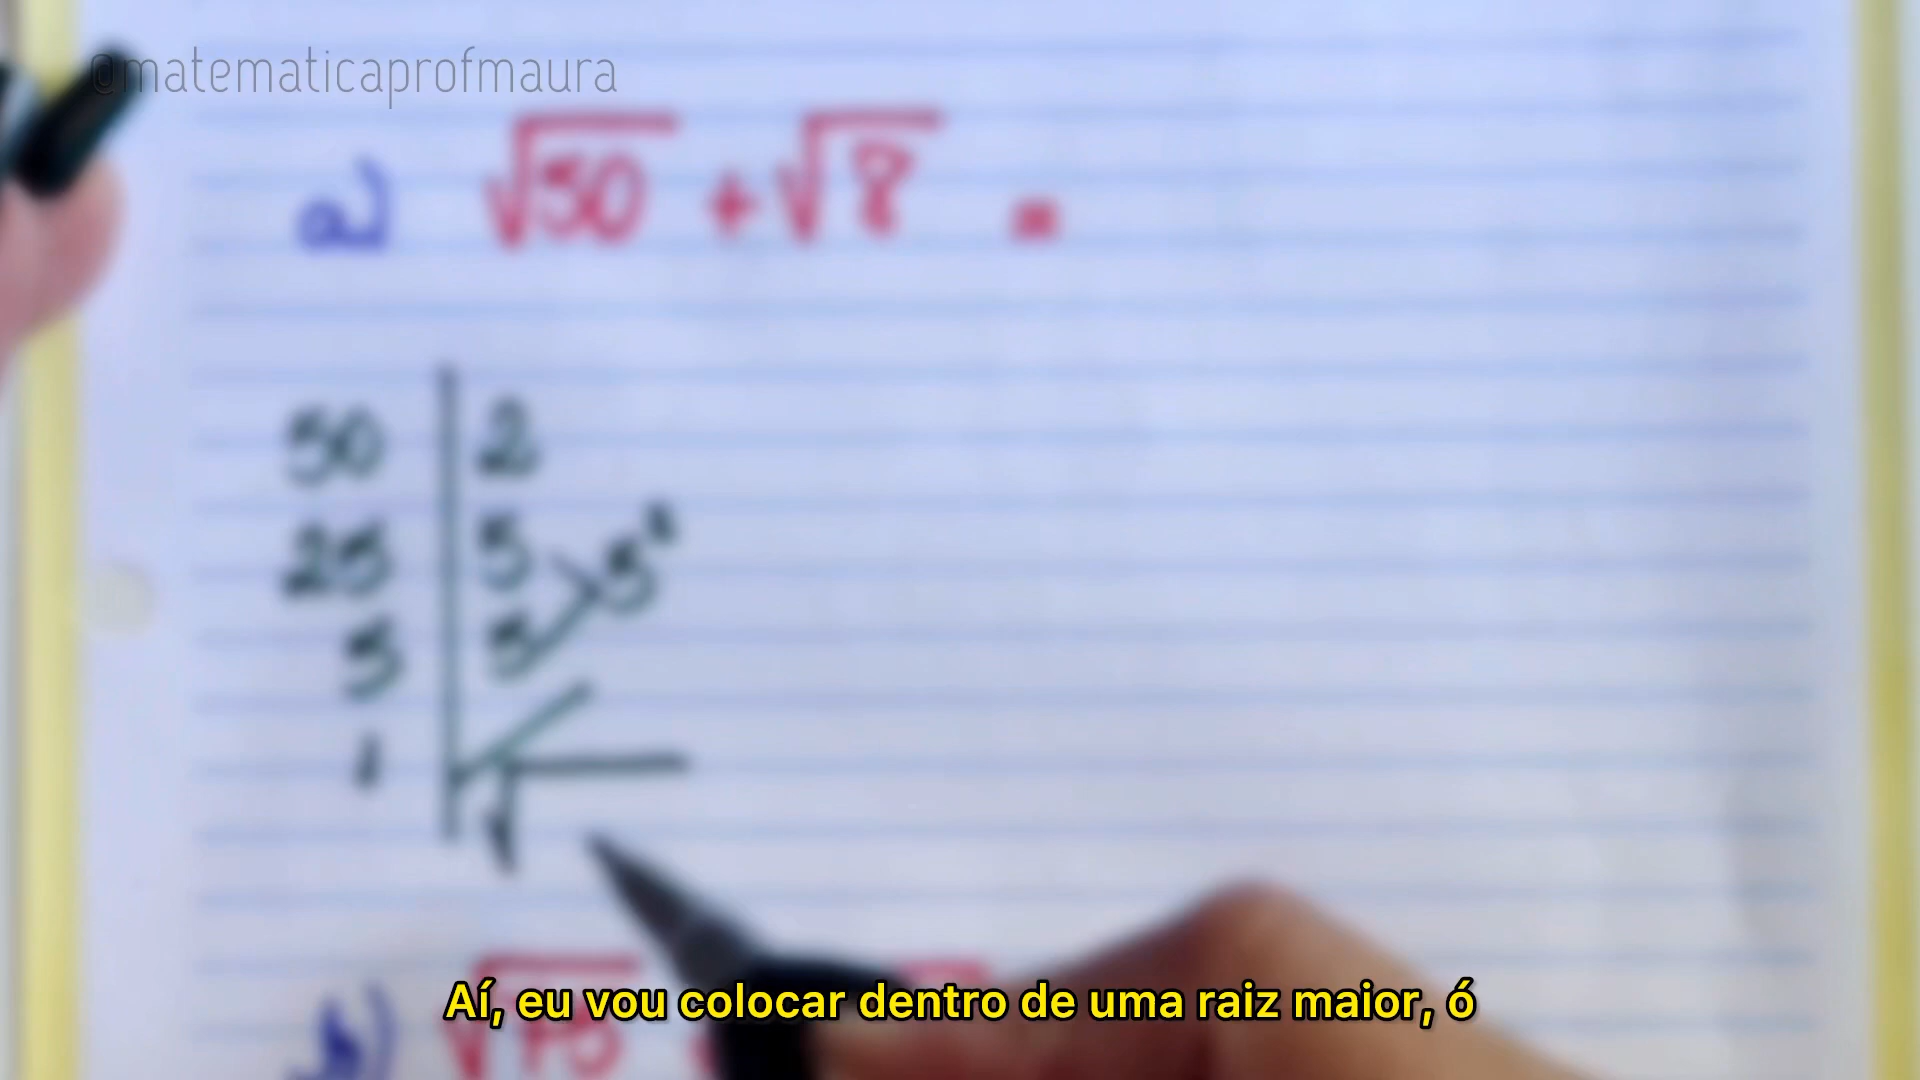 @matematicaprofmaura
a) √50 + √8 =
50 | 2
25 | 5
5 | 5 > 5²
1
√
b) √75
Aí, eu vou colocar dentro de uma raiz maior, ó